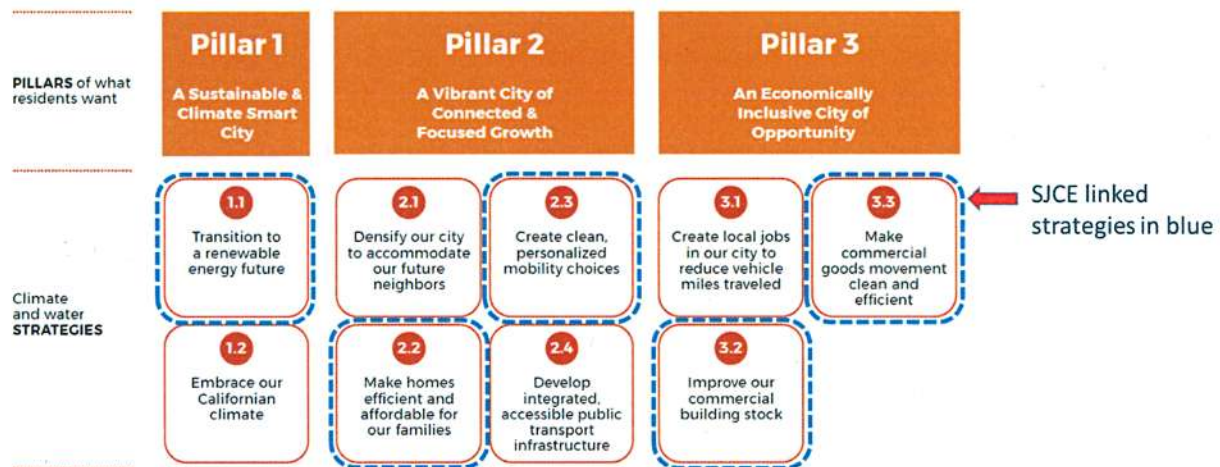 PILLARS of what
residents want
Pillar 1
A Sustainable &
Climate Smart
City
Pillar 2
A Vibrant City of
Connected &
Focused Growth
Pillar 3
An Economically
Inclusive City of
Opportunity
Climate
and water
STRATEGIES
1.1
Transition to
a renewable
energy future
2.1
Densify our city
to accommodate
our future
neighbors
2.3
Create clean,
personalized
mobility choices
3.1
Create local jobs
in our city to
reduce vehicle
miles traveled
3.3
Make
commercial
goods movement
clean and
efficient
SJCE linked
strategies in blue
1.2
Embrace our
Californian
climate
2.2
Make homes
efficient and
affordable for
our families
2.4
Develop
integrated,
accessible public
transport
infrastructure
3.2
Improve our
commercial
building stock